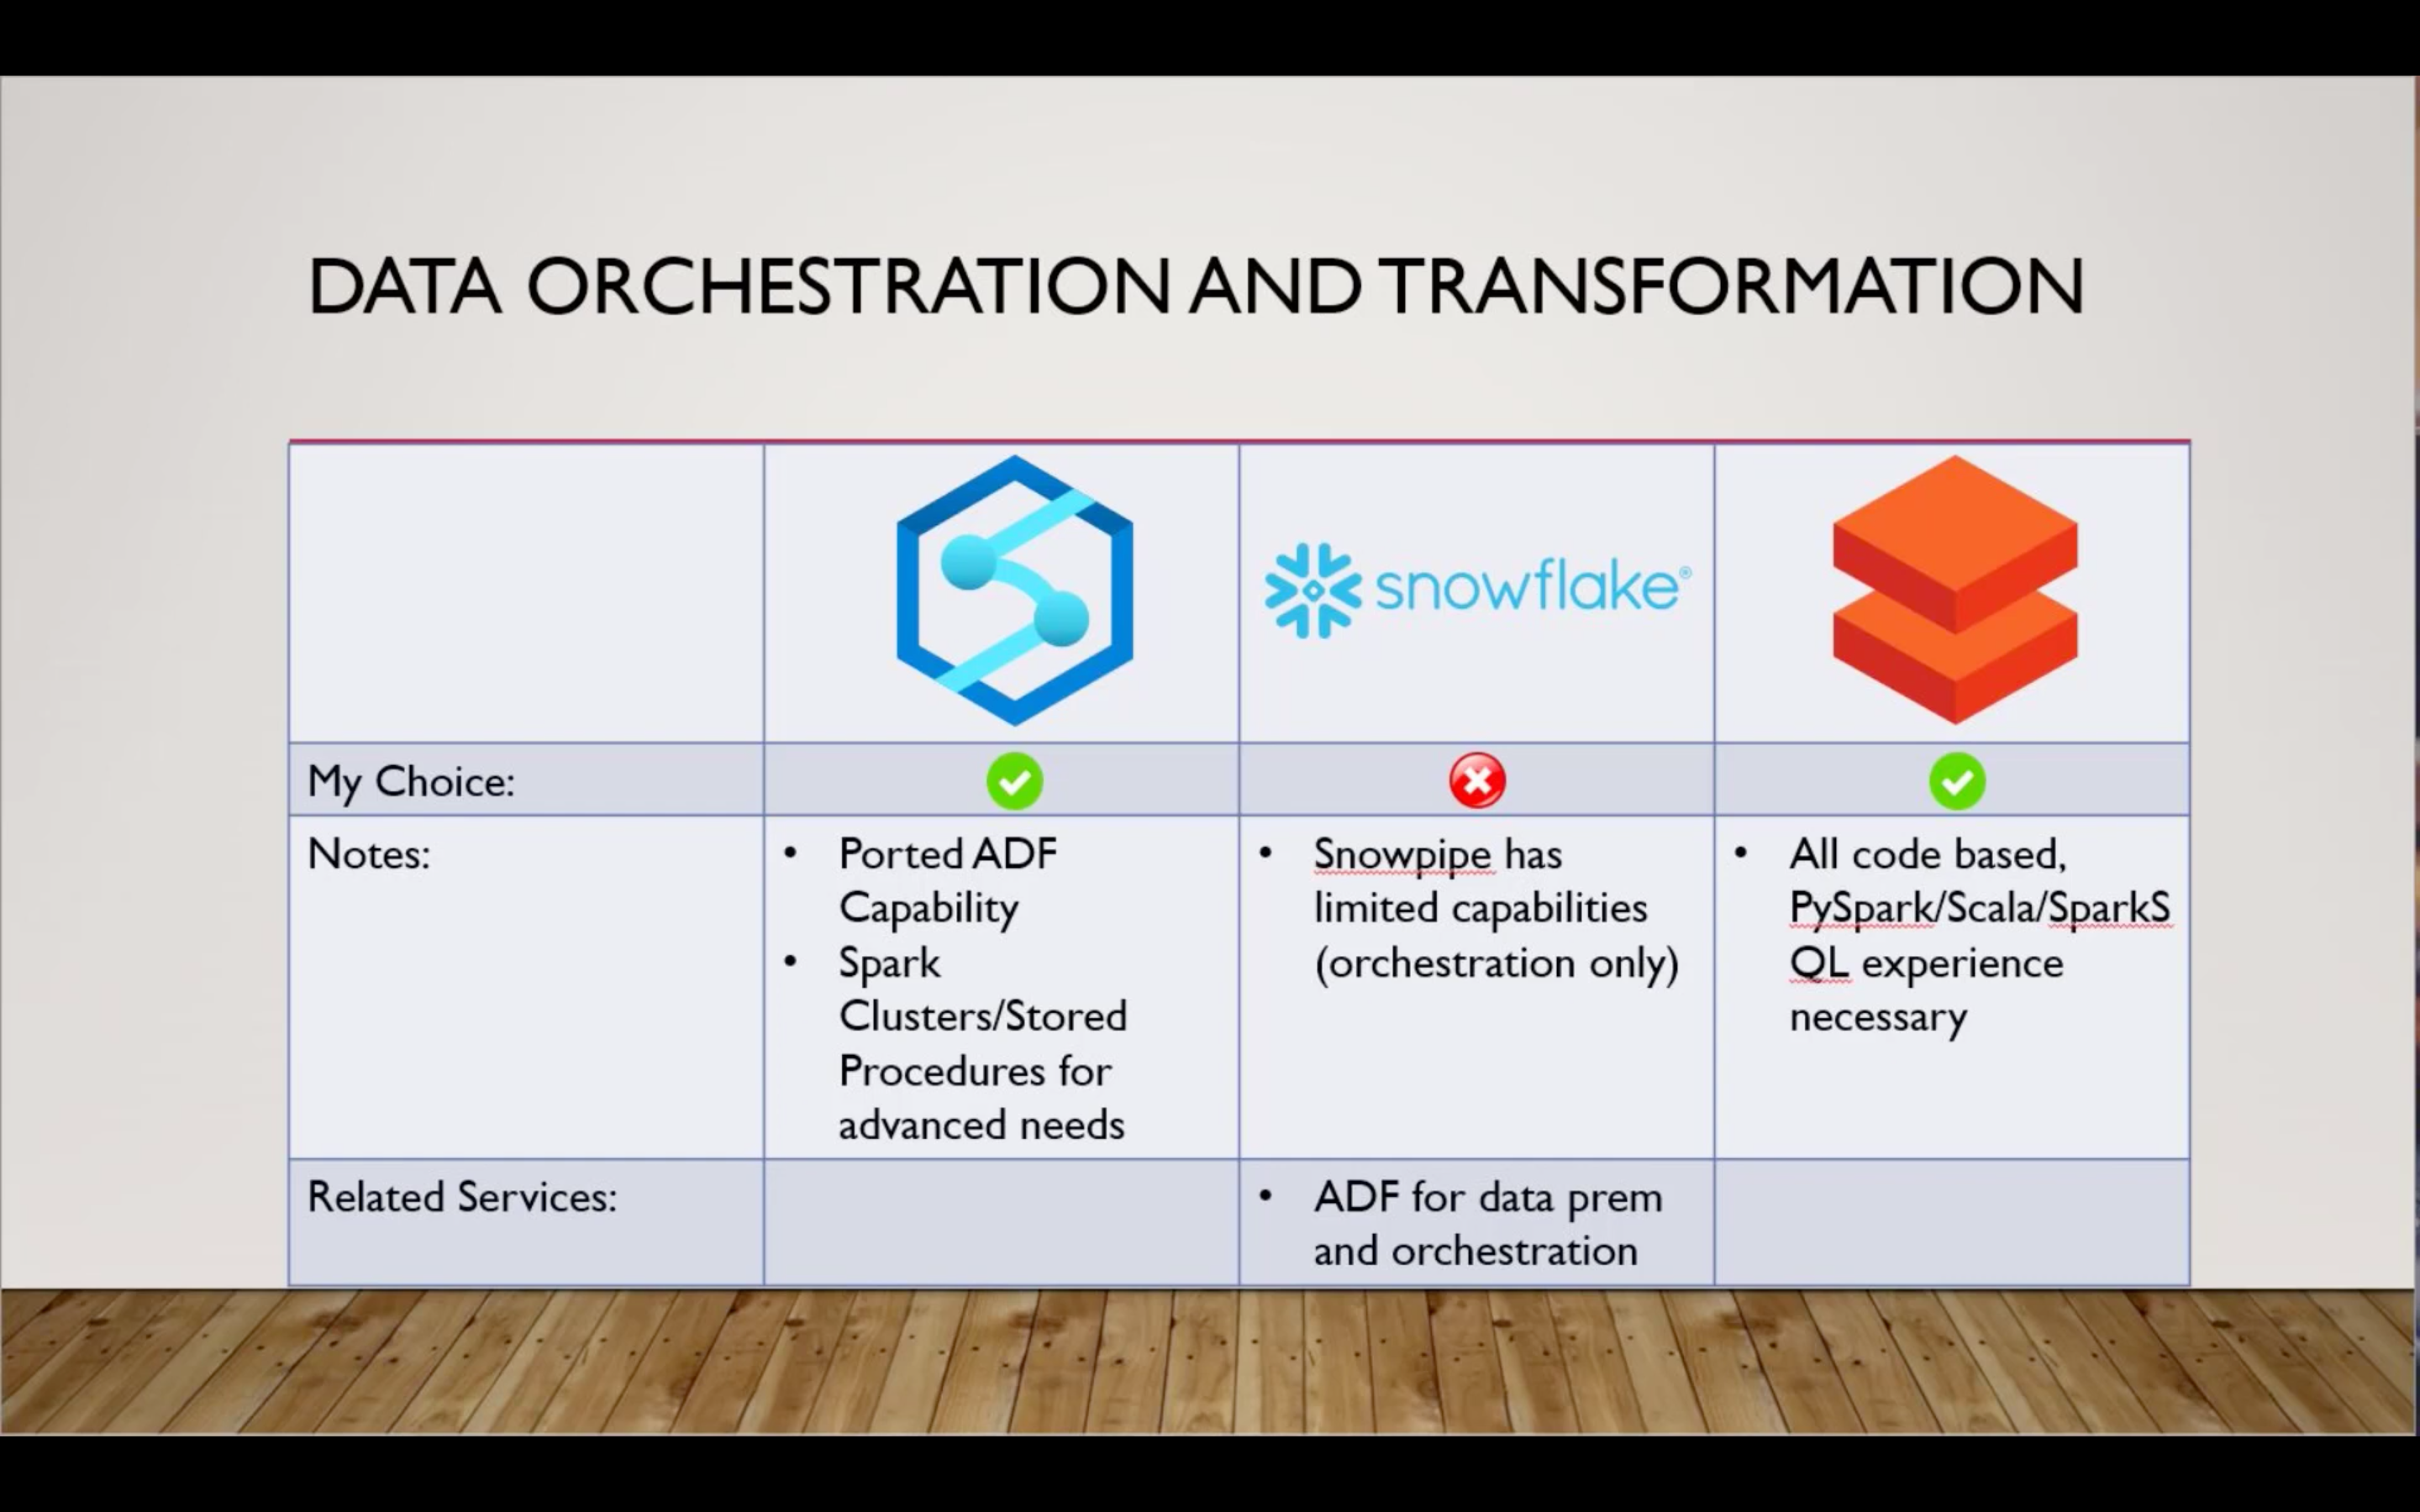 DATA ORCHESTRATION AND TRANSFORMATION
snowflake®
My Choice:
Notes:
• Ported ADF
Capability
• Spark
Clusters/Stored
Procedures for
advanced needs
• Snowpipe has
limited capabilities
(orchestration only)
• All code based,
PySpark/Scala/SparkS
QL experience
necessary
Related Services:
• ADF for data prem
and orchestration